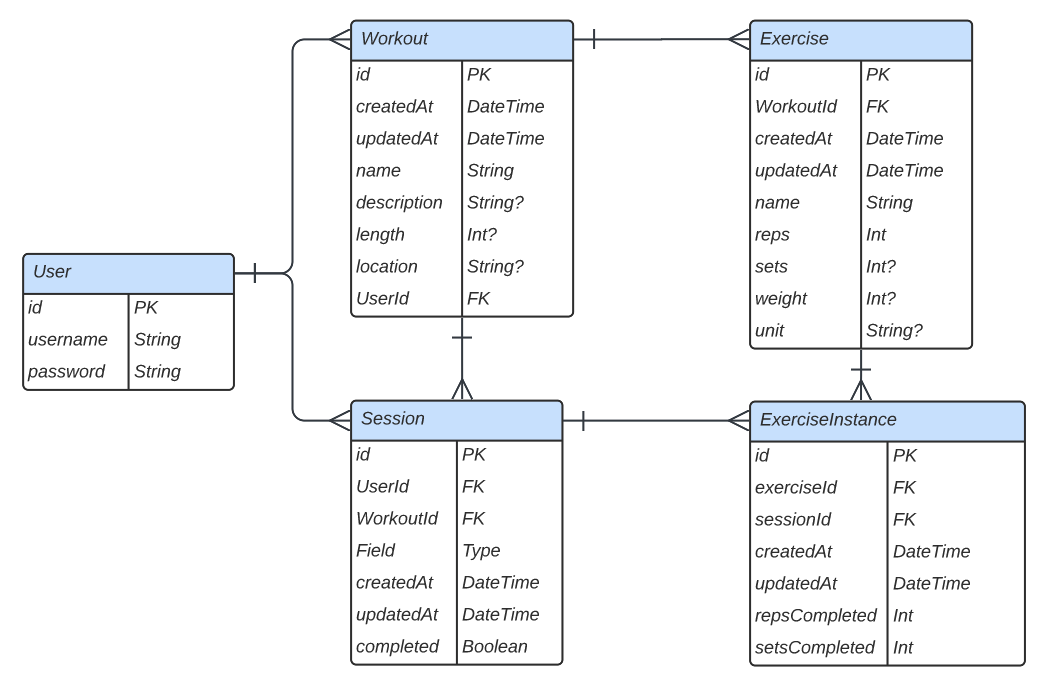 Workout
id PK
createdAt DateTime
updatedAt DateTime
name String
description String?
length Int?
location String?
UserId FK
Exercise
id PK
WorkoutId FK
createdAt DateTime
updatedAt DateTime
name String
reps Int
sets Int?
weight Int?
unit String?
User
id PK
username String
password String
Session
id PK
UserId FK
WorkoutId FK
Field Type
createdAt DateTime
updatedAt DateTime
completed Boolean
ExerciseInstance
id PK
exerciseId FK
sessionId FK
createdAt DateTime
updatedAt DateTime
repsCompleted Int
setsCompleted Int